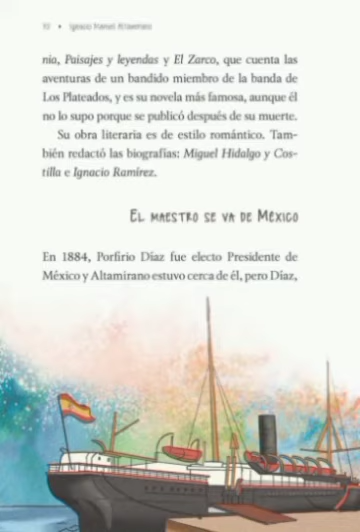 10 • Ignacio Manuel Altamirano
nia, Paisajes y leyendas y El Zarco, que cuenta las
aventuras de un bandido miembro de la banda de
Los Plateados, y es su novela más famosa, aunque él
no lo supo porque se publicó después de su muerte.
Su obra literaria es de estilo romántico. Tam-
bién redactó las biografías: Miguel Hidalgo y Cos-
tilla e Ignacio Ramírez.
EL MAESTRO SE VA DE MÉXICO
En 1884, Porfirio Díaz fue electo Presidente de
México y Altamirano estuvo cerca de él, pero Díaz,